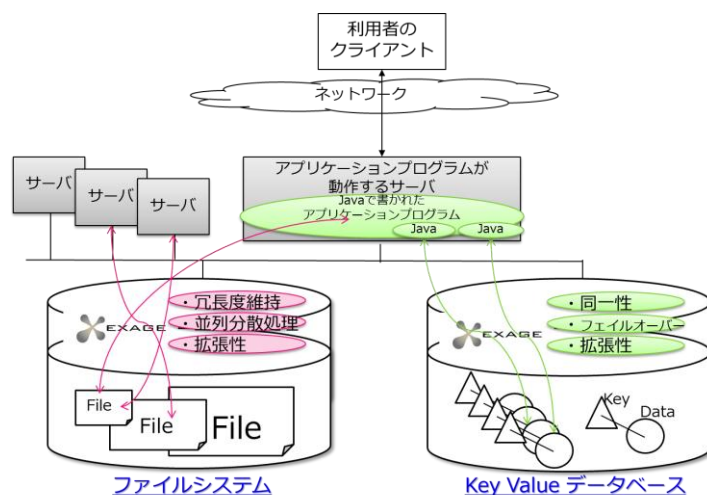 利用者の
クライアント
ネットワーク
サーバ
サーバ
サーバ
アプリケーションプログラムが
動作するサーバ
Javaで書かれた
アプリケーションプログラム
Java
Java
EXAGE
・冗長度維持
・並列分散処理
・拡張性
File
File
File
ファイルシステム
EXAGE
・同一性
・フェイルオーバー
・拡張性
Key
Data
Key Value データベース